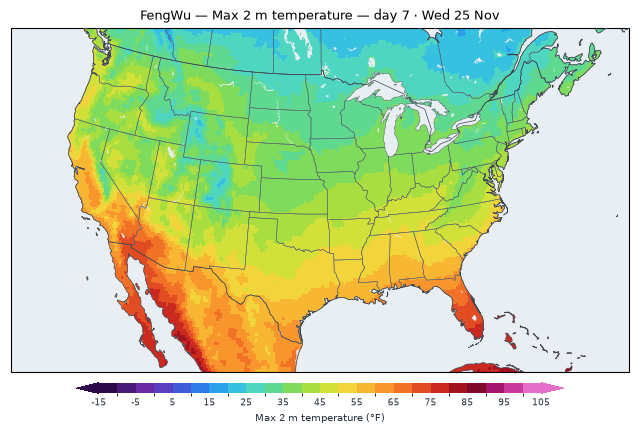 FengWu — Max 2 m temperature — day 7 · Wed 25 Nov
-15 -5 5 15 25 35 45 55 65 75 85 95 105
Max 2 m temperature (°F)